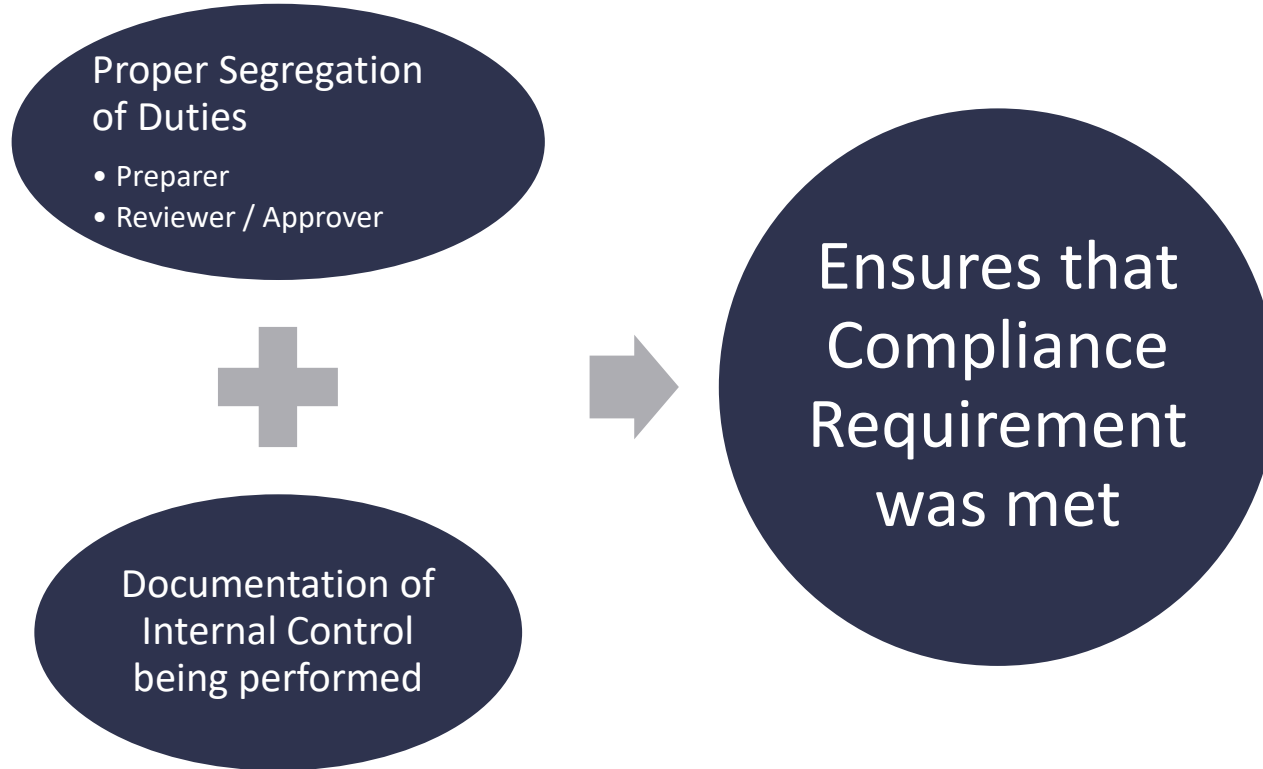 Proper Segregation
of Duties
• Preparer
• Reviewer / Approver
Documentation of
Internal Control
being performed
Ensures that
Compliance
Requirement
was met